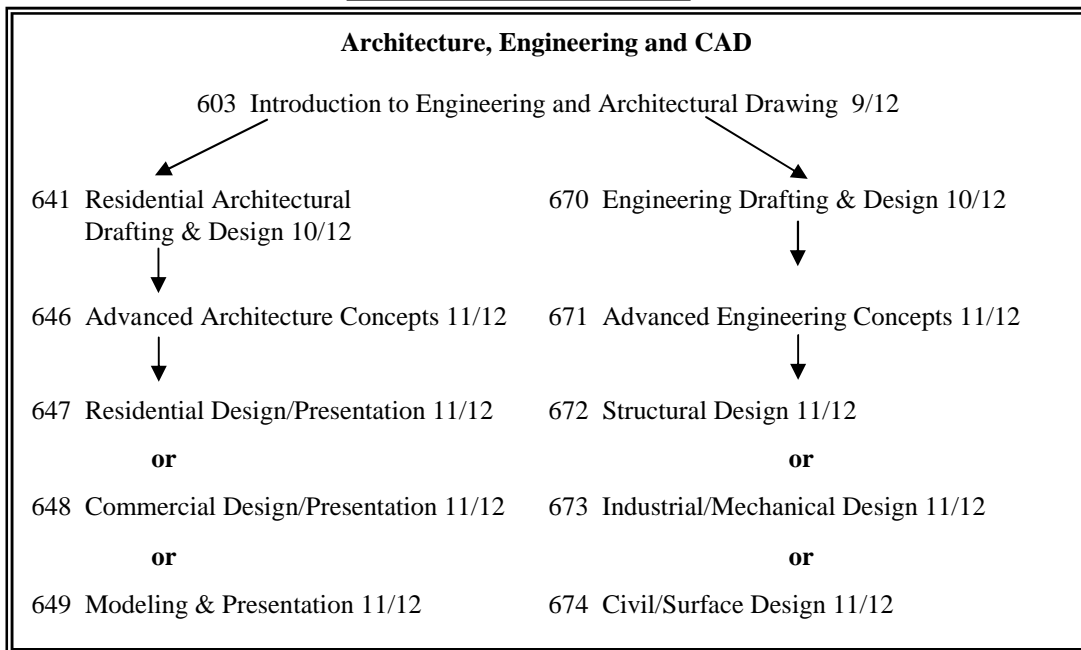 Architecture, Engineering and CAD
603 Introduction to Engineering and Architectural Drawing 9/12
641 Residential Architectural
Drafting & Design 10/12
646 Advanced Architecture Concepts 11/12
647 Residential Design/Presentation 11/12
or
648 Commercial Design/Presentation 11/12
or
649 Modeling & Presentation 11/12
670 Engineering Drafting & Design 10/12
671 Advanced Engineering Concepts 11/12
672 Structural Design 11/12
or
673 Industrial/Mechanical Design 11/12
or
674 Civil/Surface Design 11/12